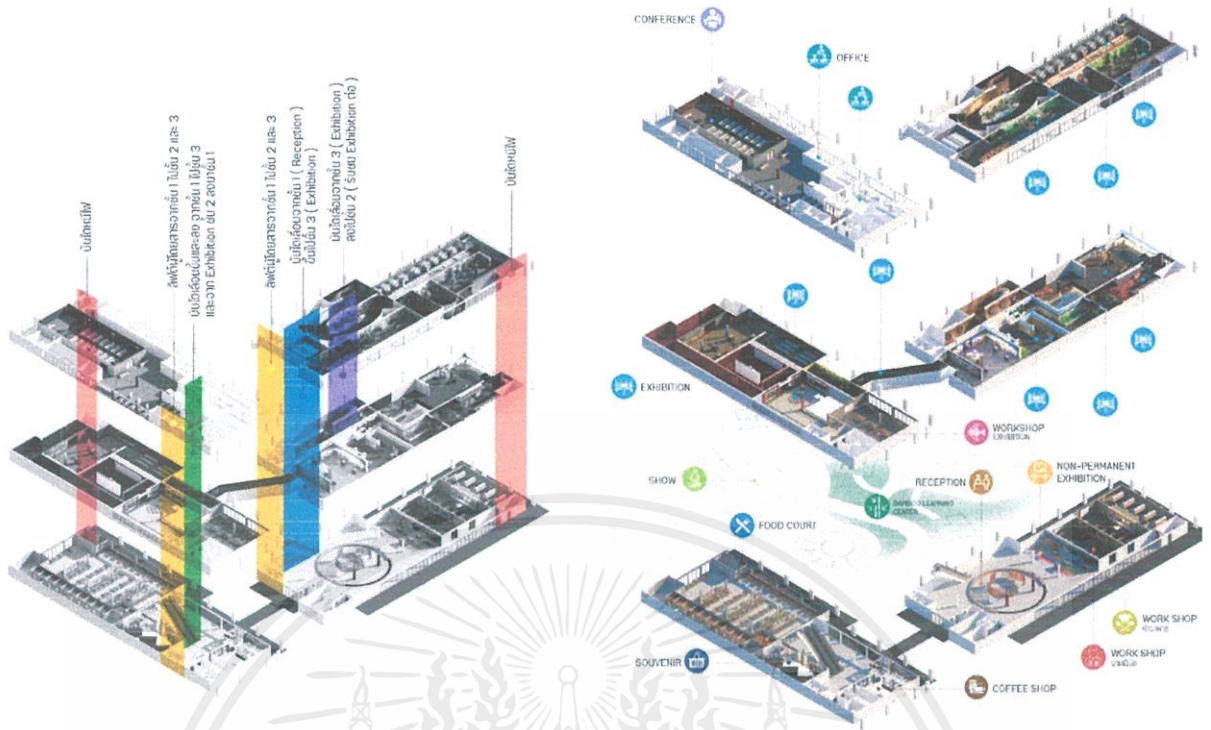 บันไดหนีไฟ
ลิฟต์ผู้โดยสารจากชั้น 1 ไปชั้น 2 และ 3
บันไดเลื่อนขึ้นและลง จากชั้น 1 ไปชั้น 3
และจาก Exhibition ชั้น 2 ลงมาชั้น 1
ลิฟต์ผู้โดยสารจากชั้น 1 ไปชั้น 2 และ 3
บันไดเลื่อนจากชั้น 1 ( Reception )
ขึ้นไปชั้น 3 ( Exhibition )
บันไดเลื่อนจากชั้น 3 ( Exhibition )
ลงไปชั้น 2 ( รับชม Exhibition ต่อ )
บันไดหนีไฟ
CONFERENCE
OFFICE
EXHIBITION
WORKSHOP
EXHIBITION
SHOW
RECEPTION
NON-PERMANENT
EXHIBITION
BAMBOO LEARNING
CENTER
FOOD COURT
WORK SHOP
WORK SHOP
SOUVENIR
COFFEE SHOP